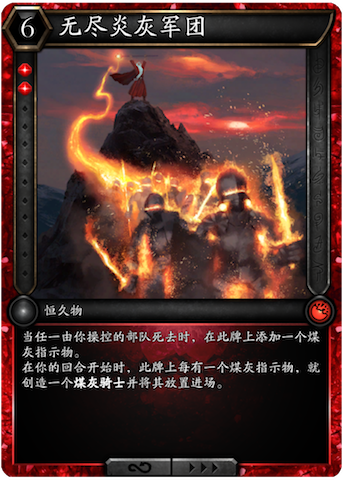 6 无尽炎灰军团
恒久物
当任一由你操控的部队死去时，在此牌上添加一个煤
灰指示物。
在你的回合开始时，此牌上每有一个煤灰指示物，就
创造一个煤灰骑士并将其放置进场。